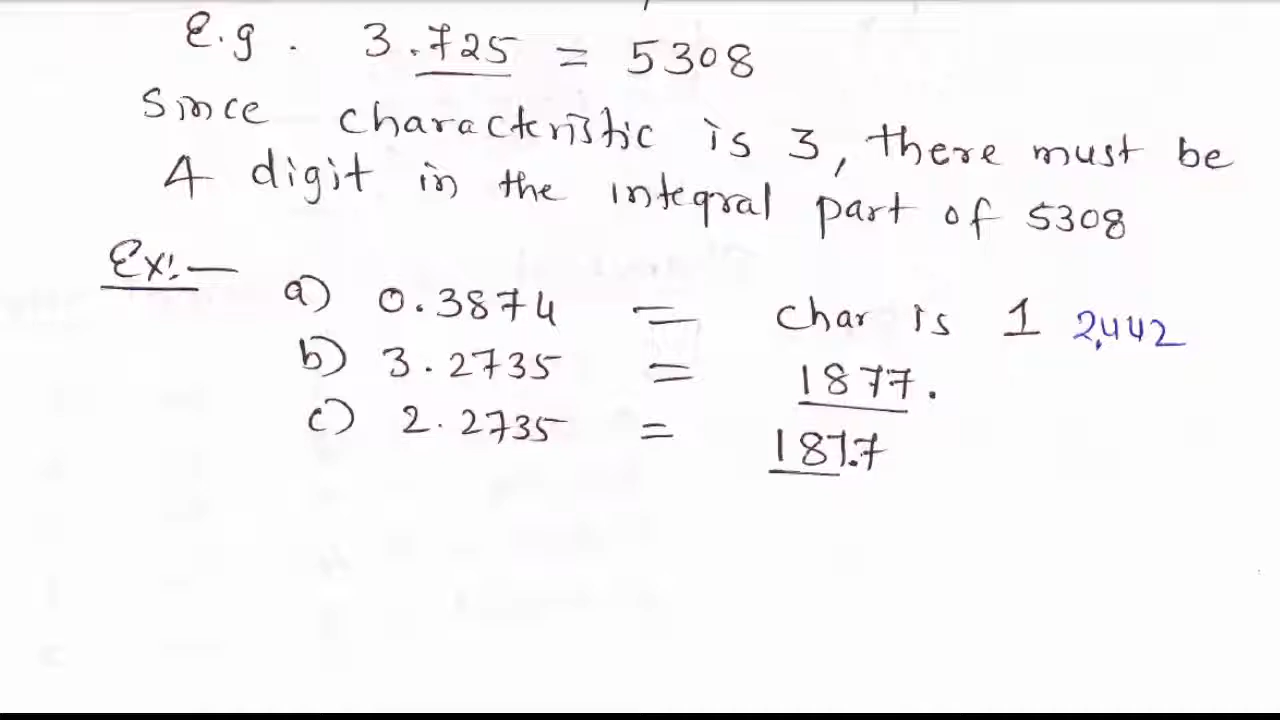 E.g. 3.725 = 5308
Since characteristic is 3, there must be
4 digit in the integral part of 5308
Ex:-
a) 0.3874 = Char is 1 2.442
b) 3.2735 = 1877.
c) 2.2735 = 187.7